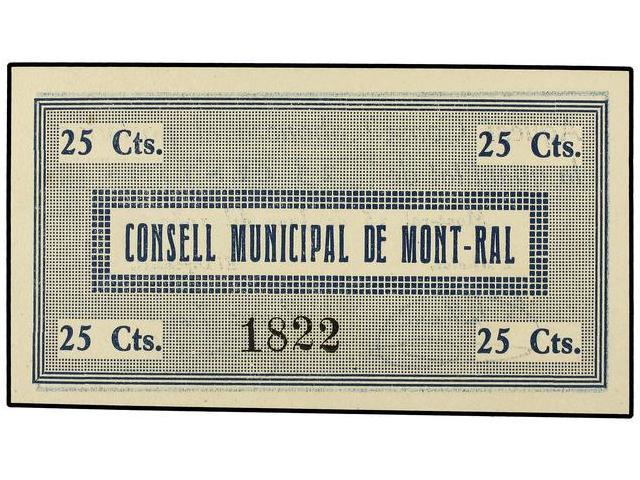 25 Cts. 25 Cts.
CONSELL MUNICIPAL DE MONT-RAL
25 Cts. 1822 25 Cts.